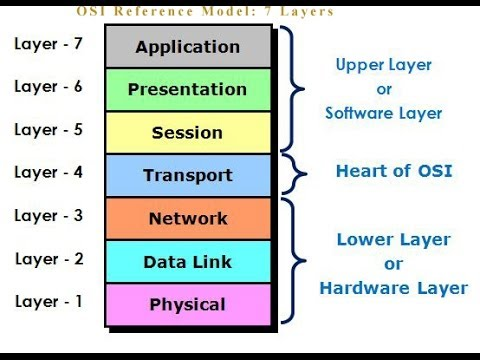 OSI Reference Model: 7 Layers
Layer - 7
Application
Layer - 6
Presentation
Layer - 5
Session
Upper Layer
or
Software Layer
Layer - 4
Transport
Heart of OSI
Layer - 3
Network
Layer - 2
Data Link
Layer - 1
Physical
Lower Layer
or
Hardware Layer